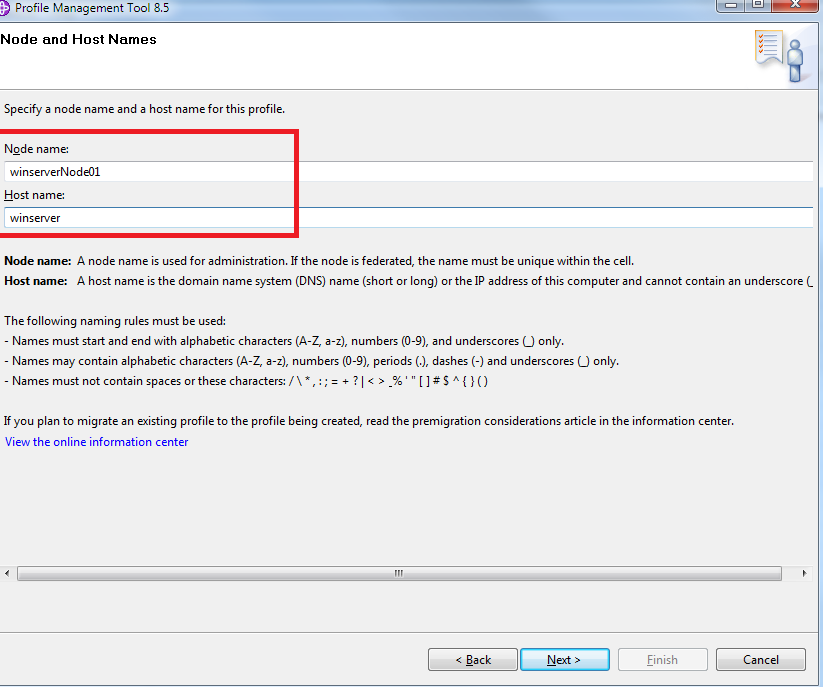 Profile Management Tool 8.5
Node and Host Names
Specify a node name and a host name for this profile.
Node name:
winserverNode01
Host name:
winserver
Node name: A node name is used for administration. If the node is federated, the name must be unique within the cell.
Host name: A host name is the domain name system (DNS) name (short or long) or the IP address of this computer and cannot contain an underscore (_
The following naming rules must be used:
- Names must start and end with alphabetic characters (A-Z, a-z), numbers (0-9), and underscores (_) only.
- Names may contain alphabetic characters (A-Z, a-z), numbers (0-9), periods (.), dashes (-) and underscores (_) only.
- Names must not contain spaces or these characters: / \ * , : ; = + ? | < > _% ' " [ ] # $ ^ { } ( )
If you plan to migrate an existing profile to the profile being created, read the premigration considerations article in the information center.
View the online information center
< Back Next > Finish Cancel